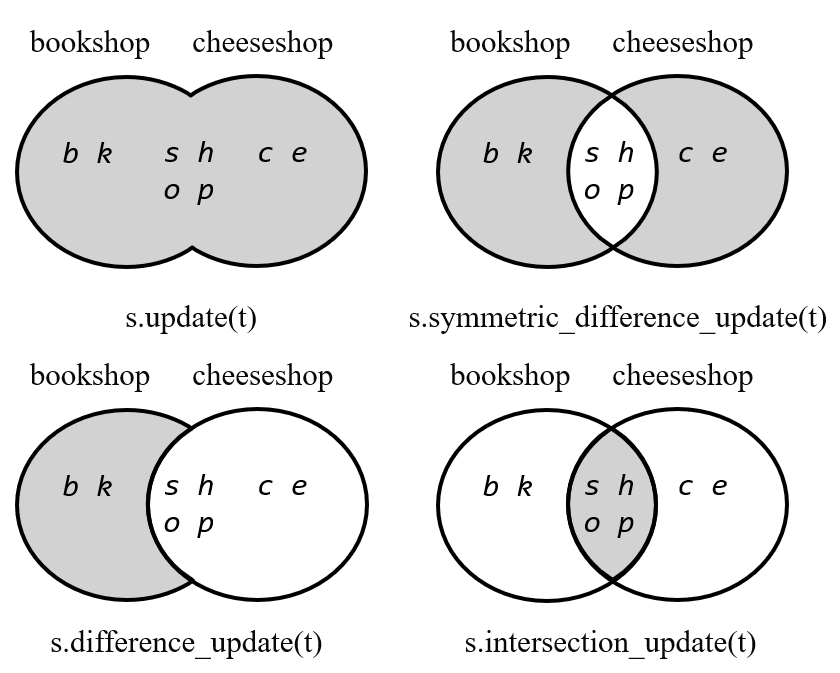 bookshop cheeseshop
b k s h c e
o p
s.update(t)
bookshop cheeseshop
b k s h c e
o p
s.symmetric_difference_update(t)
bookshop cheeseshop
b k s h c e
o p
s.difference_update(t)
bookshop cheeseshop
b k s h c e
o p
s.intersection_update(t)